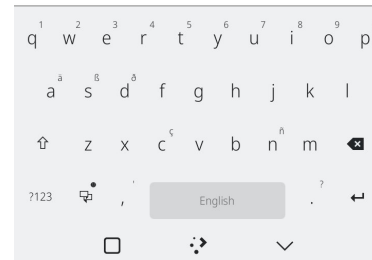 1 2 3 4 5 6 7 8 9
q w e r t y u i o p
ä ß ð
a s d f g h j k l
ç ñ
z x c v b n m
' ?
?123 , English .